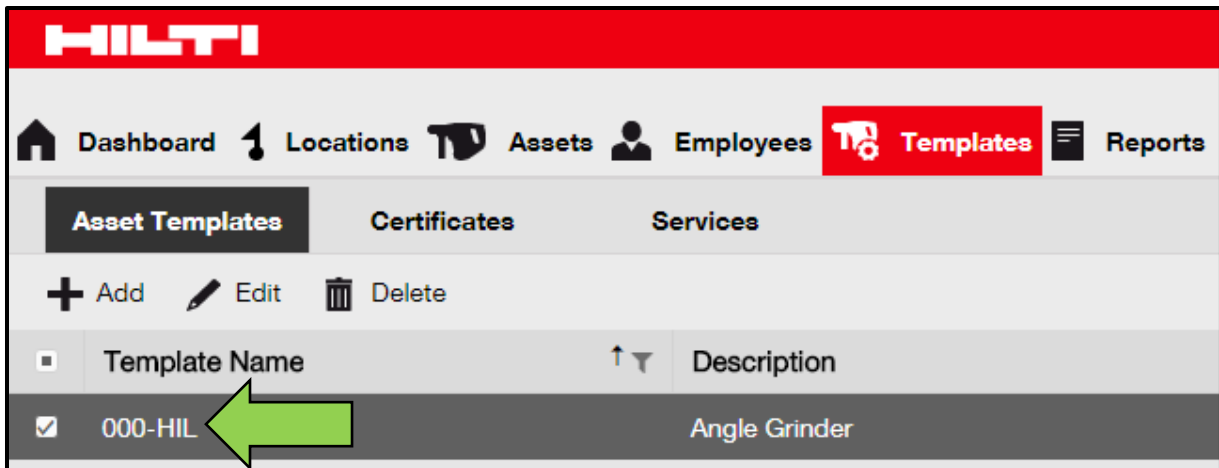 HILTI
Dashboard Locations Assets Employees Templates Reports
Asset Templates Certificates Services
Add Edit Delete
Template Name Description
000-HIL Angle Grinder